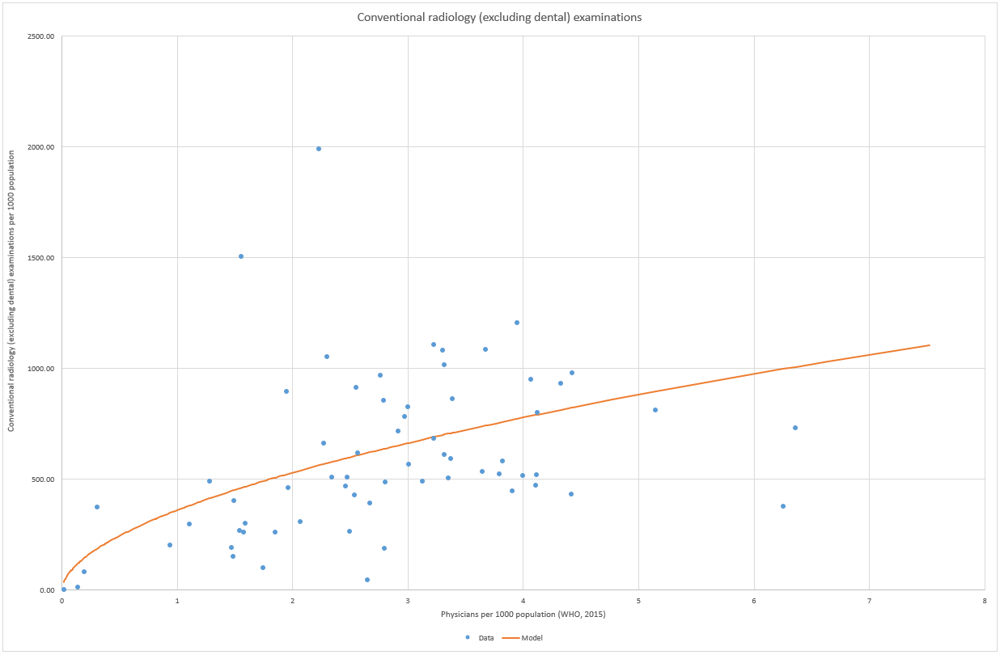 Conventional radiology (excluding dental) examinations
2500.00
2000.00
1500.00
1000.00
500.00
0.00
Conventional radiology (excluding dental) examinations per 1000 population
0 1 2 3 4 5 6 7 8
Physicians per 1000 population (WHO, 2015)
Data Model